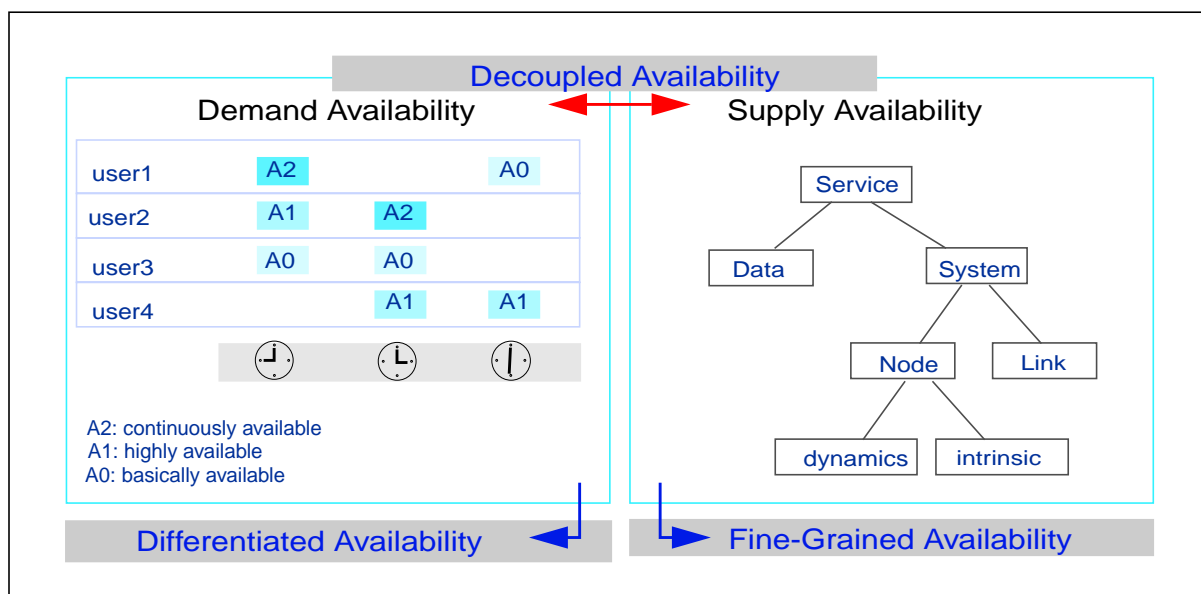 Decoupled Availability
Demand Availability
user1 A2 A0
user2 A1 A2
user3 A0 A0
user4 A1 A1
A2: continuously available
A1: highly available
A0: basically available
Differentiated Availability
Supply Availability
Service
Data System
Node Link
dynamics intrinsic
Fine-Grained Availability